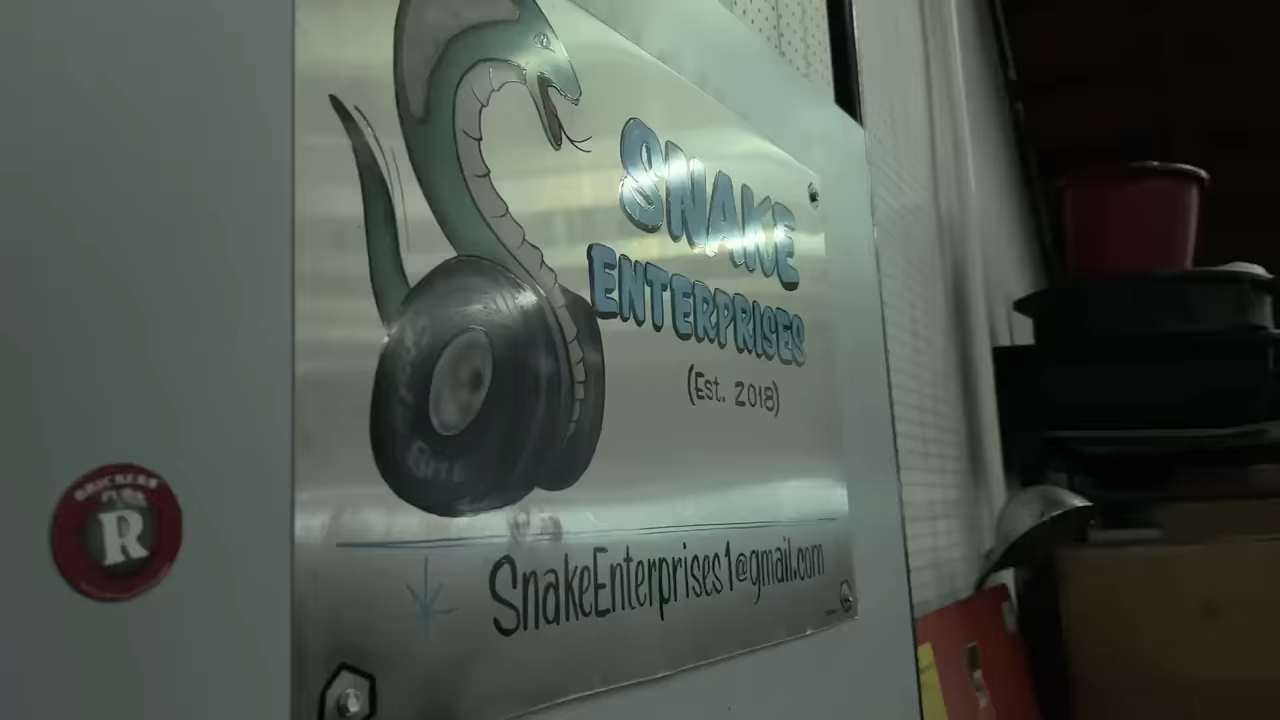 SNAKE
ENTERPRISES
(Est. 2018)
SnakeEnterprises1@gmail.com
R